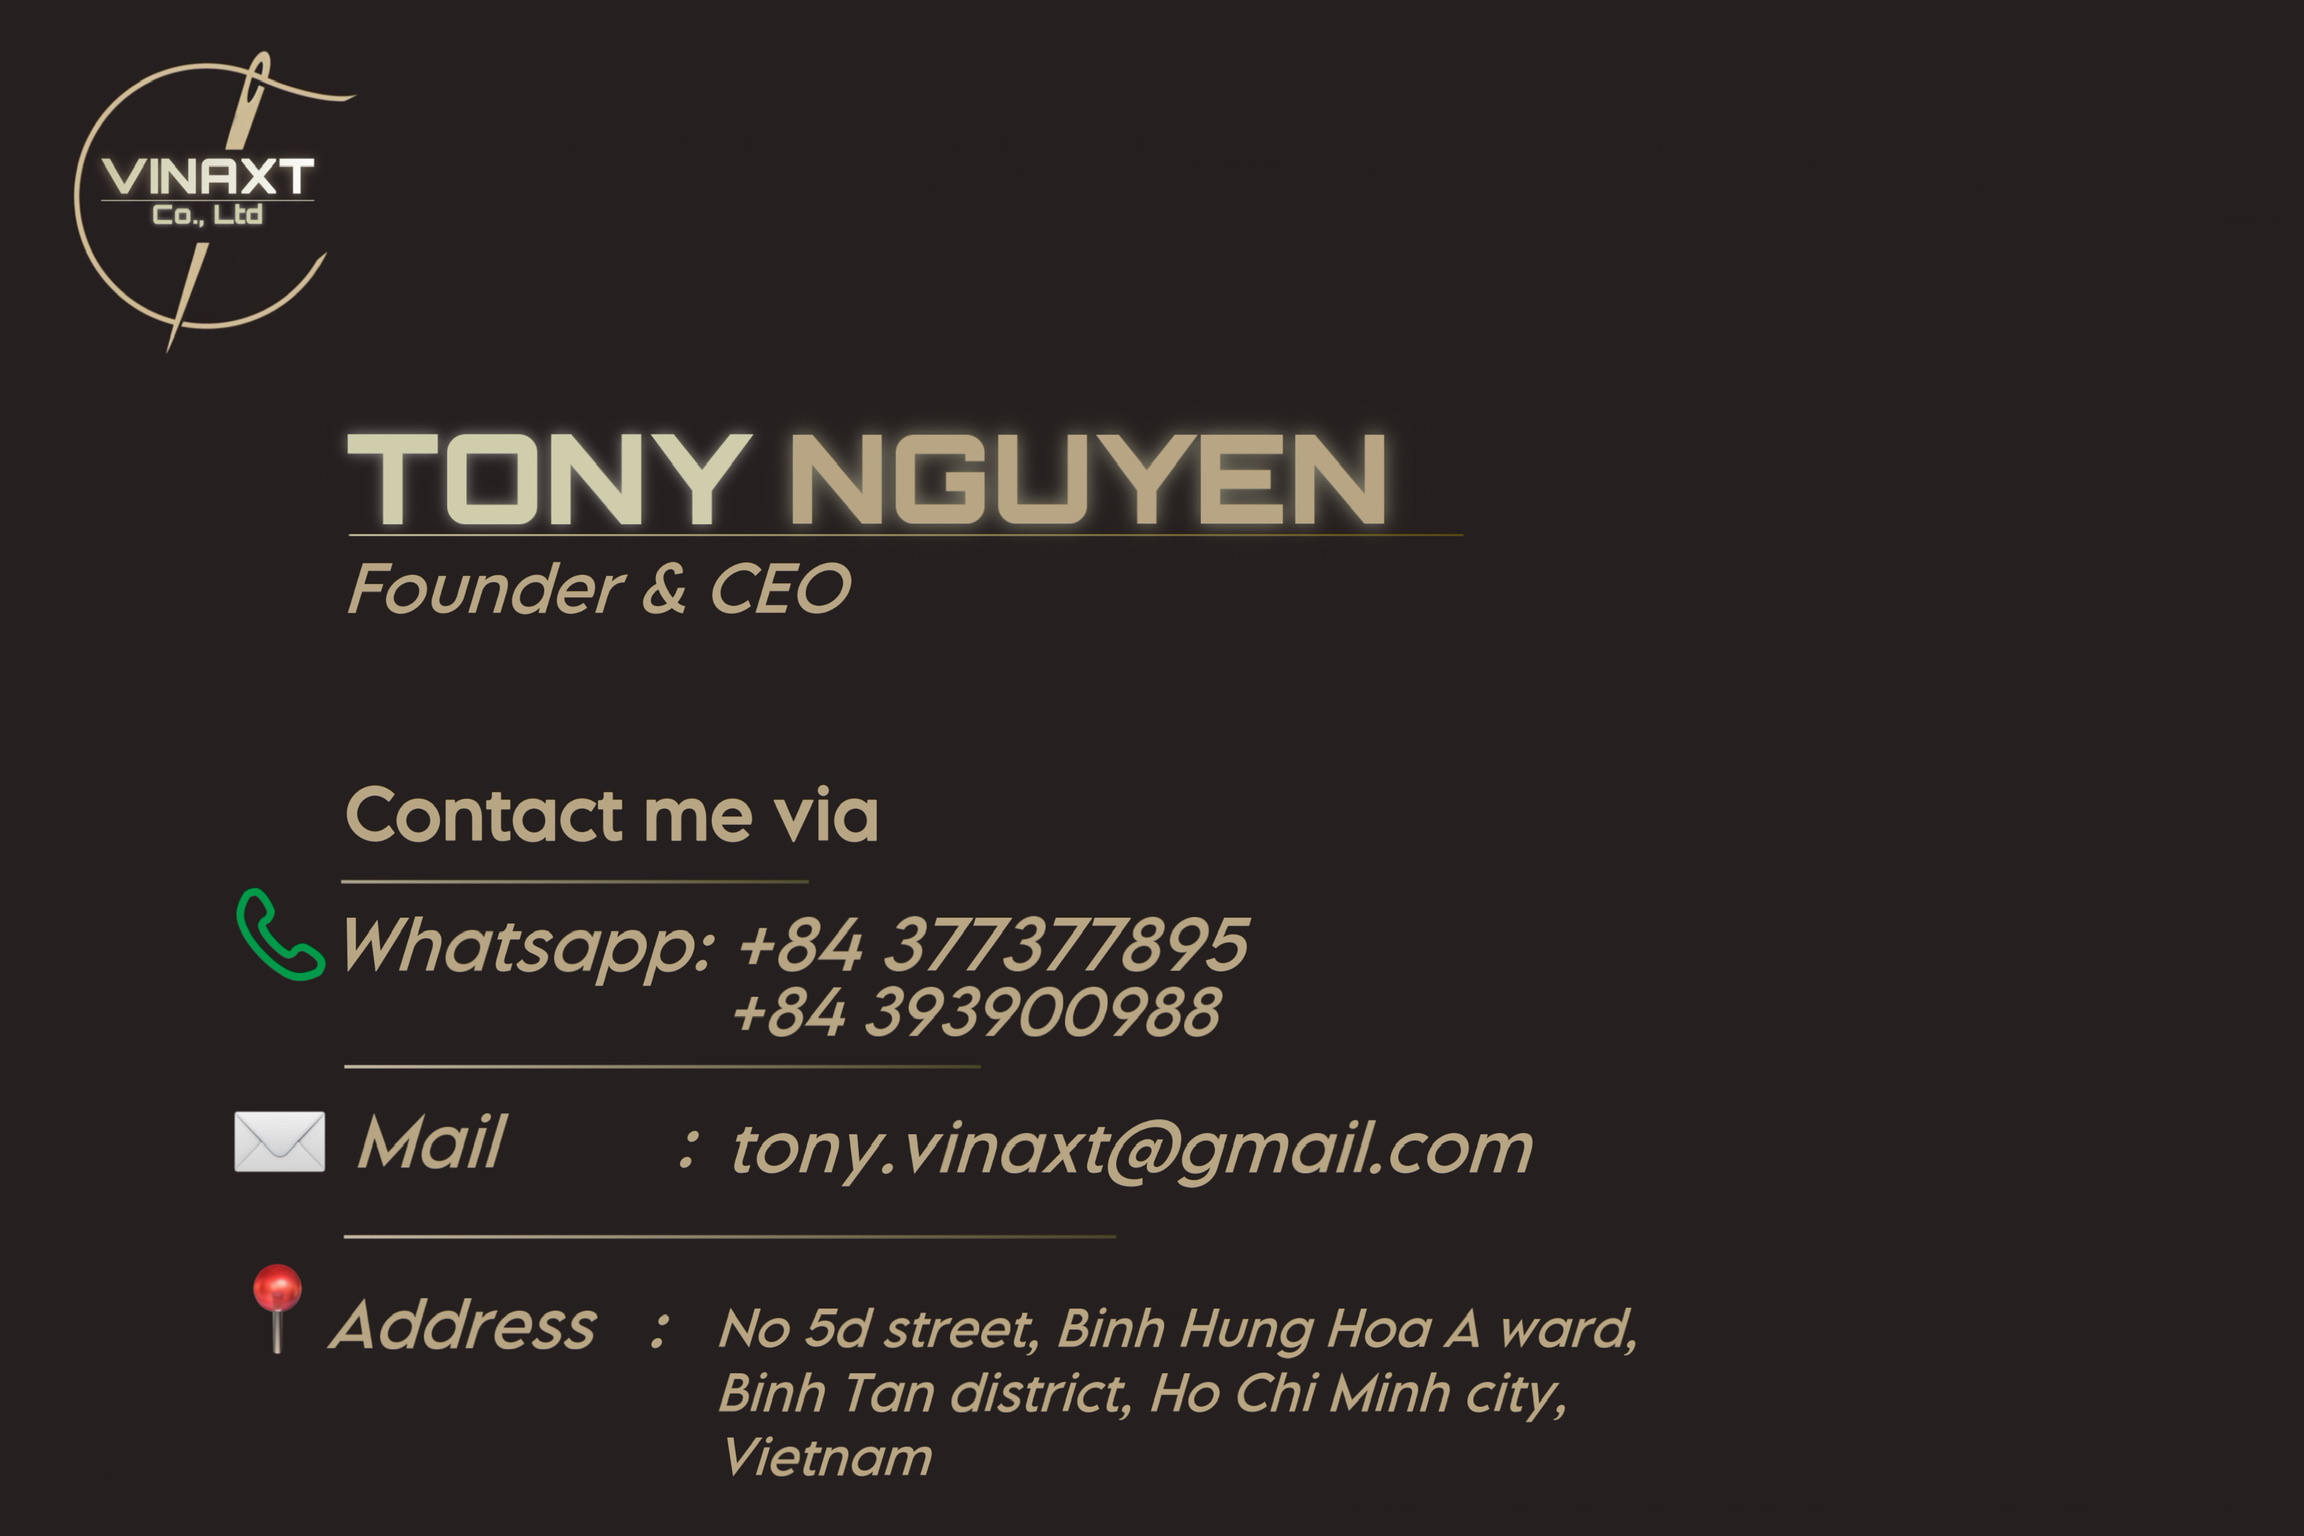 VINAXT
Co., Ltd
TONY NGUYEN
Founder & CEO
Contact me via
Whatsapp: +84 377377895
+84 393900988
Mail : tony.vinaxt@gmail.com
Address : No 5d street, Binh Hung Hoa A ward,
Binh Tan district, Ho Chi Minh city,
Vietnam